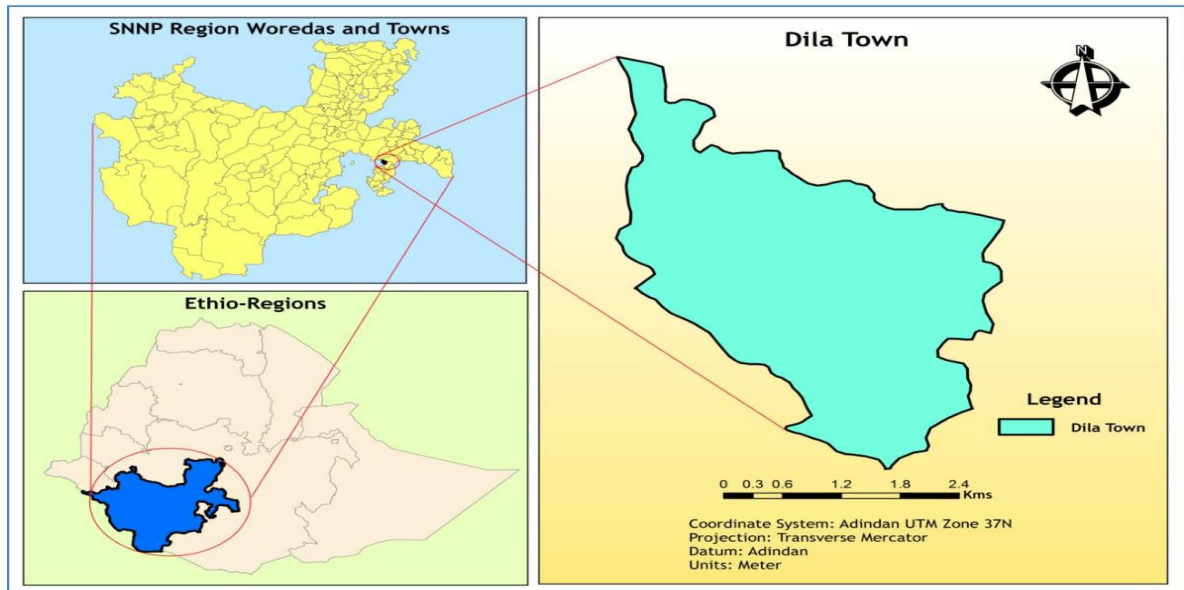 SNNP Region Woredas and Towns
Ethio-Regions
Dila Town
N
Legend
Dila Town
0 0.3 0.6 1.2 1.8 2.4
Kms
Coordinate System: Adindan UTM Zone 37N
Projection: Transverse Mercator
Datum: Adindan
Units: Meter